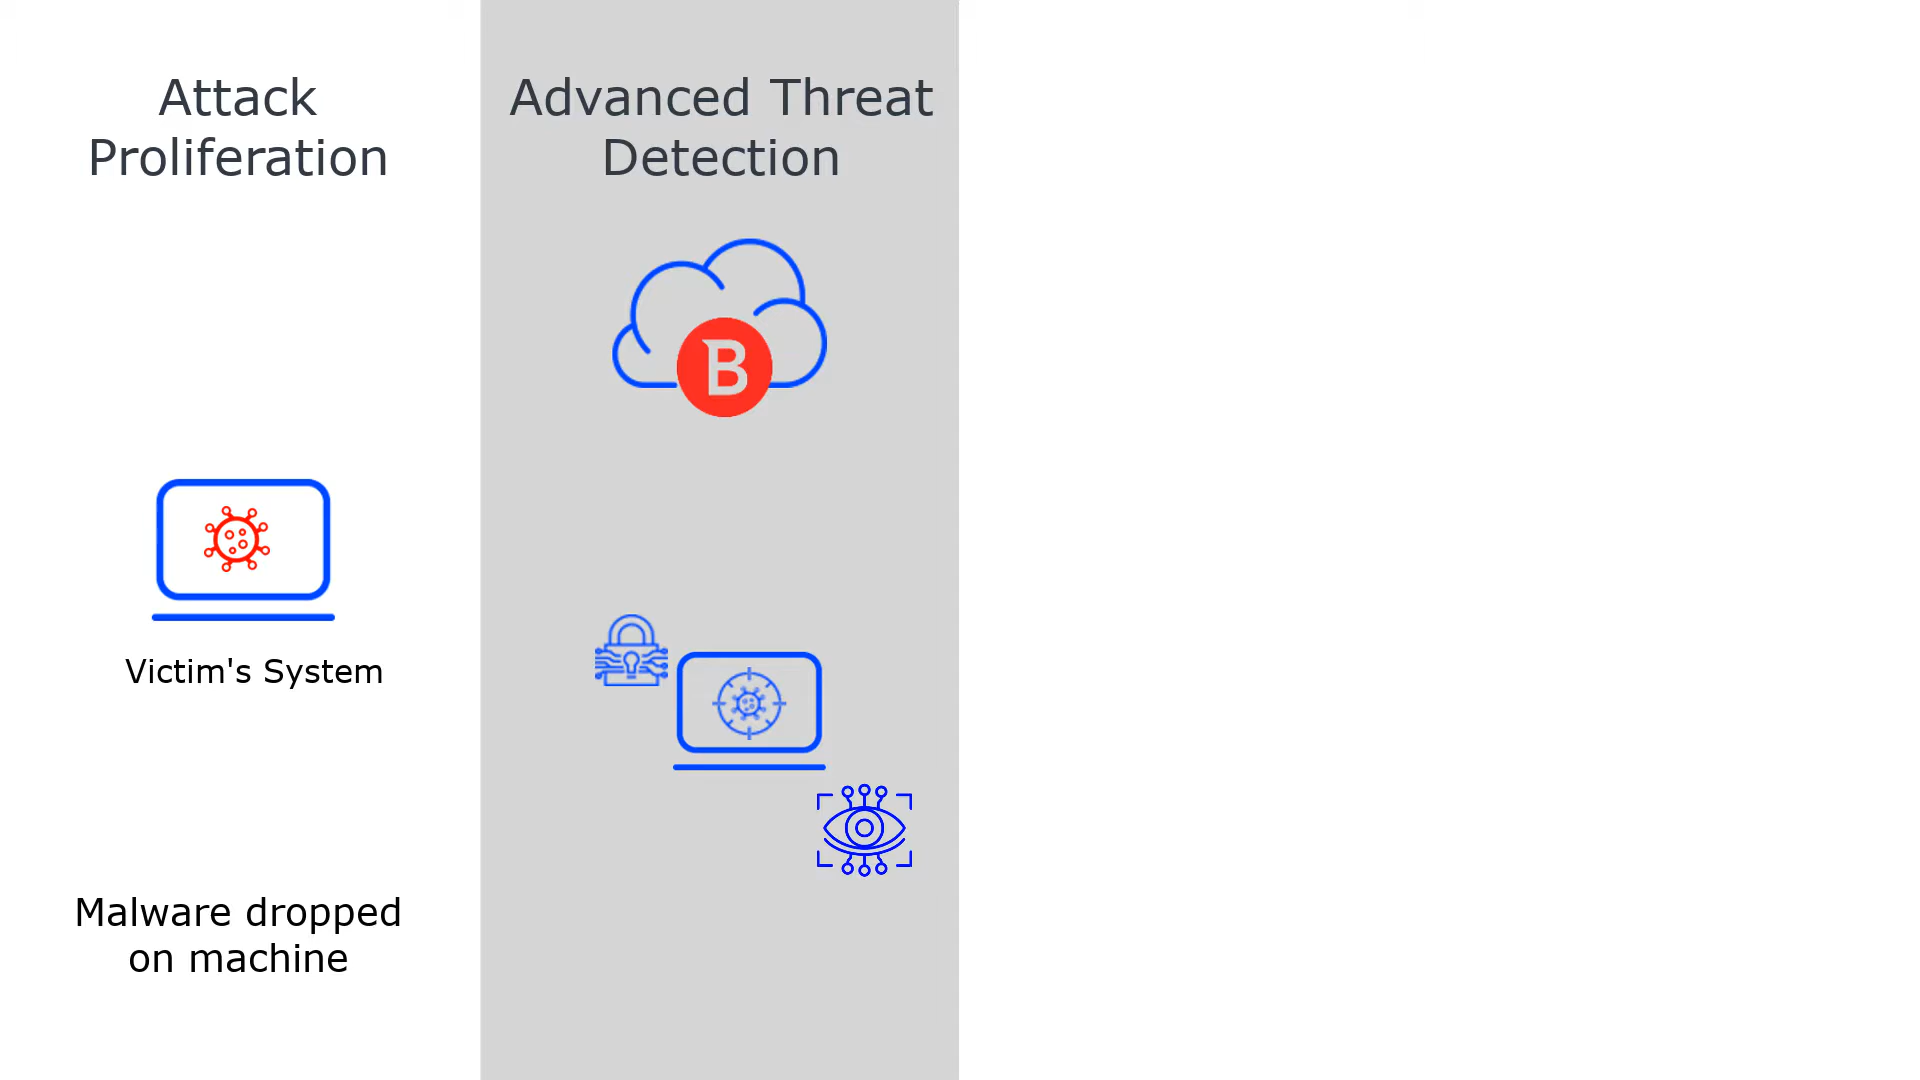 Attack
Proliferation
Victim's System
Malware dropped
on machine
Advanced Threat
Detection
B